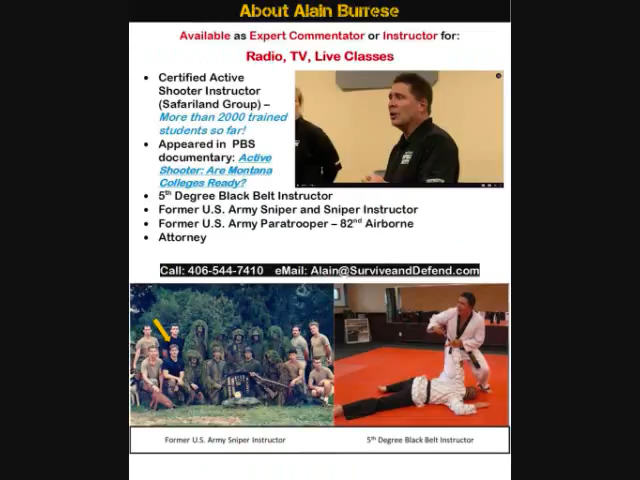 About Alain Burrese
Available as Expert Commentator or Instructor for:
Radio, TV, Live Classes
• Certified Active
Shooter Instructor
(Safariland Group) –
More than 2000 trained
students so far!
• Appeared in PBS
documentary: Active
Shooter: Are Montana
Colleges Ready?
• 5th Degree Black Belt Instructor
• Former U.S. Army Sniper and Sniper Instructor
• Former U.S. Army Paratrooper – 82nd Airborne
• Attorney
Call: 406-544-7410 eMail: Alain@SurviveandDefend.com
Former U.S. Army Sniper Instructor
5th Degree Black Belt Instructor